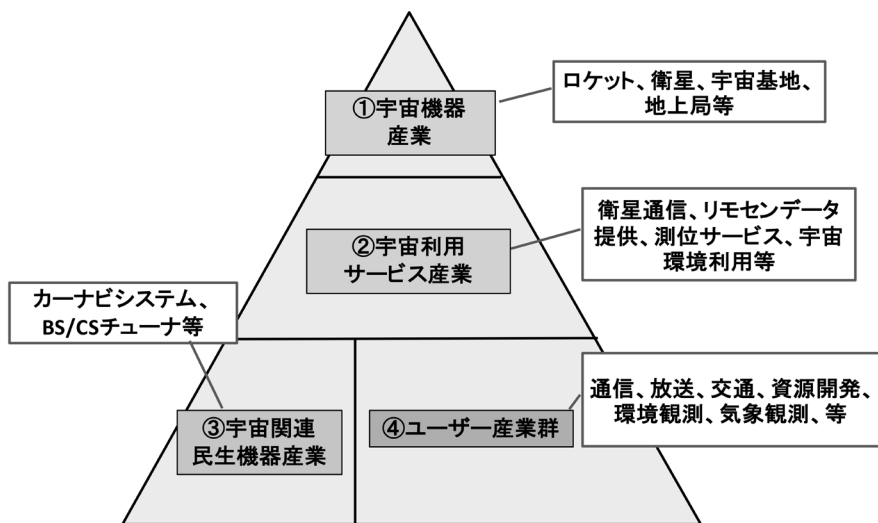 ①宇宙機器
産業
ロケット、衛星、宇宙基地、
地上局等
②宇宙利用
サービス産業
衛星通信、リモセンデータ
提供、測位サービス、宇宙
環境利用等
カーナビシステム、
BS/CSチューナ等
③宇宙関連
民生機器産業
④ユーザー産業群
通信、放送、交通、資源開発、
環境観測、気象観測、等